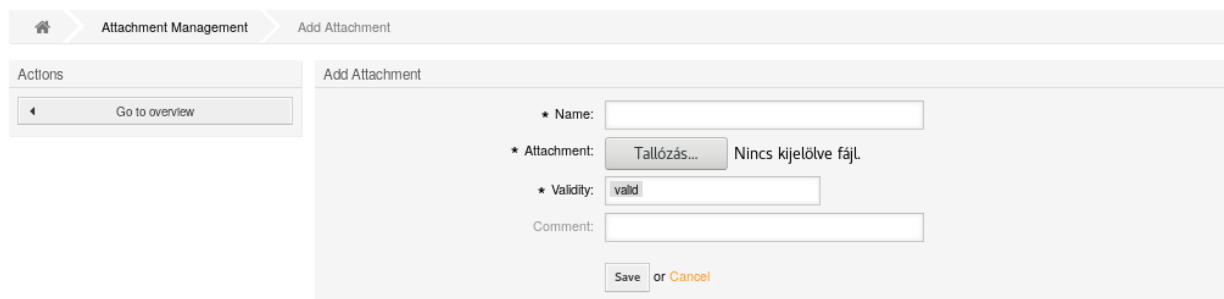 Attachment Management Add Attachment
Actions
Go to overview
Add Attachment
* Name:
* Attachment: Tallózás... Nincs kijelölve fájl.
* Validity: valid
Comment:
Save or Cancel